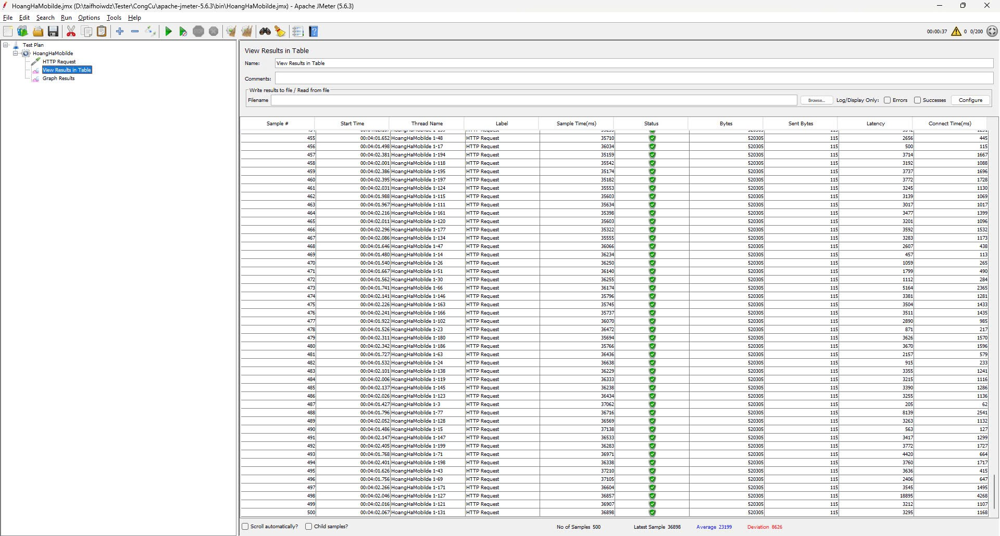 HoangHaMobilde.jmx (D:\taifhoiwdz\Tester\CongCu\apache-jmeter-5.6.3\bin\HoangHaMobilde.jmx) - Apache JMeter (5.6.3)
File Edit Search Run Options Tools Help
00:00:37 0 0/200
Test Plan
HoangHaMobilde
HTTP Request
View Results in Table
Graph Results
View Results in Table
Name: View Results in Table
Comments:
Write results to file / Read from file
Filename Browse... Log/Display Only: Errors Successes Configure
Sample # Start Time Thread Name Label Sample Time(ms) Status Bytes Sent Bytes Latency Connect Time(ms)
455 00:04:01.652 HoangHaMobilde 1-48 HTTP Request 35710 520305 115 2656 445
456 00:04:01.498 HoangHaMobilde 1-17 HTTP Request 36034 520305 115 500 115
457 00:04:02.381 HoangHaMobilde 1-194 HTTP Request 35159 520305 115 3714 1667
458 00:04:02.001 HoangHaMobilde 1-118 HTTP Request 35542 520305 115 3192 1088
459 00:04:02.386 HoangHaMobilde 1-195 HTTP Request 35174 520305 115 3737 1696
460 00:04:02.395 HoangHaMobilde 1-197 HTTP Request 35182 520305 115 3772 1728
461 00:04:02.031 HoangHaMobilde 1-124 HTTP Request 35553 520305 115 3245 1130
462 00:04:01.988 HoangHaMobilde 1-115 HTTP Request 35603 520305 115 3139 1069
463 00:04:01.967 HoangHaMobilde 1-111 HTTP Request 35634 520305 115 3017 1017
464 00:04:02.216 HoangHaMobilde 1-161 HTTP Request 35398 520305 115 3477 1399
465 00:04:02.011 HoangHaMobilde 1-120 HTTP Request 35603 520305 115 3201 1096
466 00:04:02.296 HoangHaMobilde 1-177 HTTP Request 35322 520305 115 3592 1532
467 00:04:02.086 HoangHaMobilde 1-134 HTTP Request 35555 520305 115 3283 1173
468 00:04:01.646 HoangHaMobilde 1-47 HTTP Request 36066 520305 115 2607 438
469 00:04:01.480 HoangHaMobilde 1-14 HTTP Request 36234 520305 115 457 113
470 00:04:01.540 HoangHaMobilde 1-26 HTTP Request 36250 520305 115 1059 265
471 00:04:01.667 HoangHaMobilde 1-51 HTTP Request 36140 520305 115 1799 490
472 00:04:01.562 HoangHaMobilde 1-30 HTTP Request 36255 520305 115 1112 284
473 00:04:01.741 HoangHaMobilde 1-66 HTTP Request 36174 520305 115 5164 2365
474 00:04:02.141 HoangHaMobilde 1-146 HTTP Request 35796 520305 115 3381 1281
475 00:04:02.226 HoangHaMobilde 1-163 HTTP Request 35745 520305 115 3504 1433
476 00:04:02.241 HoangHaMobilde 1-166 HTTP Request 35737 520305 115 3511 1435
477 00:04:01.922 HoangHaMobilde 1-102 HTTP Request 36070 520305 115 2890 985
478 00:04:01.526 HoangHaMobilde 1-23 HTTP Request 36472 520305 115 871 217
479 00:04:02.311 HoangHaMobilde 1-180 HTTP Request 35694 520305 115 3626 1570
480 00:04:02.342 HoangHaMobilde 1-186 HTTP Request 35766 520305 115 3670 1596
481 00:04:01.727 HoangHaMobilde 1-63 HTTP Request 36436 520305 115 2157 579
482 00:04:01.532 HoangHaMobilde 1-24 HTTP Request 36638 520305 115 915 233
483 00:04:02.101 HoangHaMobilde 1-138 HTTP Request 36229 520305 115 3355 1241
484 00:04:02.006 HoangHaMobilde 1-119 HTTP Request 36333 520305 115 3215 1116
485 00:04:02.137 HoangHaMobilde 1-145 HTTP Request 36238 520305 115 3390 1286
486 00:04:02.026 HoangHaMobilde 1-123 HTTP Request 36434 520305 115 3255 1136
487 00:04:01.427 HoangHaMobilde 1-3 HTTP Request 37062 520305 115 205 62
488 00:04:01.796 HoangHaMobilde 1-77 HTTP Request 36716 520305 115 8139 2541
489 00:04:02.052 HoangHaMobilde 1-128 HTTP Request 36569 520305 115 3263 1132
490 00:04:01.486 HoangHaMobilde 1-15 HTTP Request 37138 520305 115 563 127
491 00:04:02.147 HoangHaMobilde 1-147 HTTP Request 36533 520305 115 3417 1299
492 00:04:02.405 HoangHaMobilde 1-199 HTTP Request 36283 520305 115 3772 1727
493 00:04:01.768 HoangHaMobilde 1-71 HTTP Request 36971 520305 115 4420 664
494 00:04:02.401 HoangHaMobilde 1-198 HTTP Request 36338 520305 115 3760 1717
495 00:04:01.626 HoangHaMobilde 1-43 HTTP Request 37210 520305 115 3636 415
496 00:04:01.756 HoangHaMobilde 1-69 HTTP Request 37105 520305 115 2406 647
497 00:04:02.266 HoangHaMobilde 1-171 HTTP Request 36604 520305 115 3545 1495
498 00:04:02.046 HoangHaMobilde 1-127 HTTP Request 36857 520305 115 18895 4268
499 00:04:02.016 HoangHaMobilde 1-121 HTTP Request 36907 520305 115 3212 1107
500 00:04:02.067 HoangHaMobilde 1-131 HTTP Request 36898 520305 115 3295 1168
Scroll automatically? Child samples? No of Samples 500 Latest Sample 36898 Average 23199 Deviation 8626